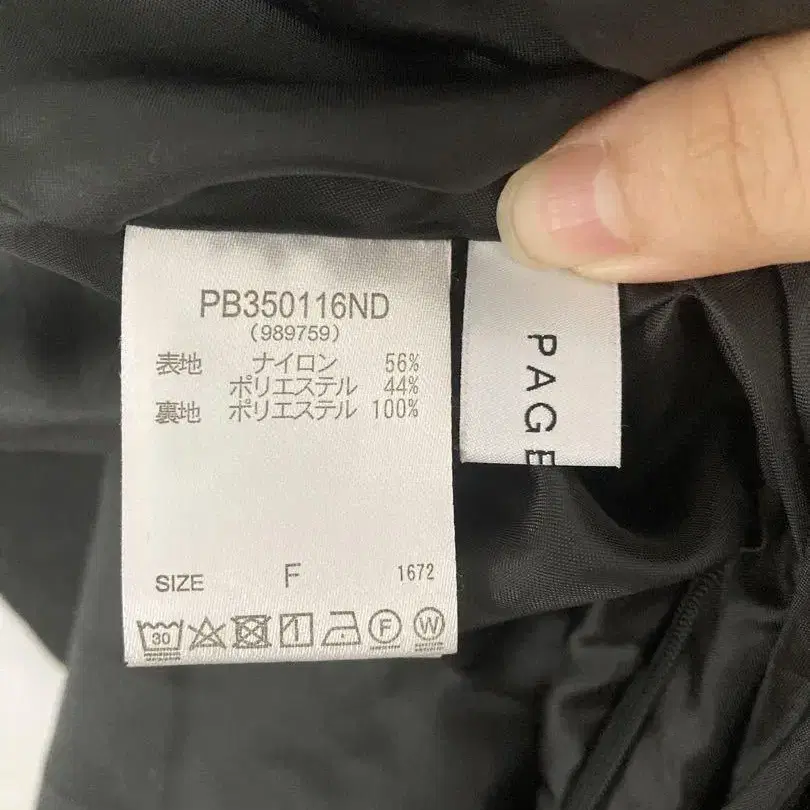 PB350116ND
(989759)
表地 ナイロン 56%
ポリエステル 44%
裏地 ポリエステル 100%
SIZE F 1672
30 F W
PAGE